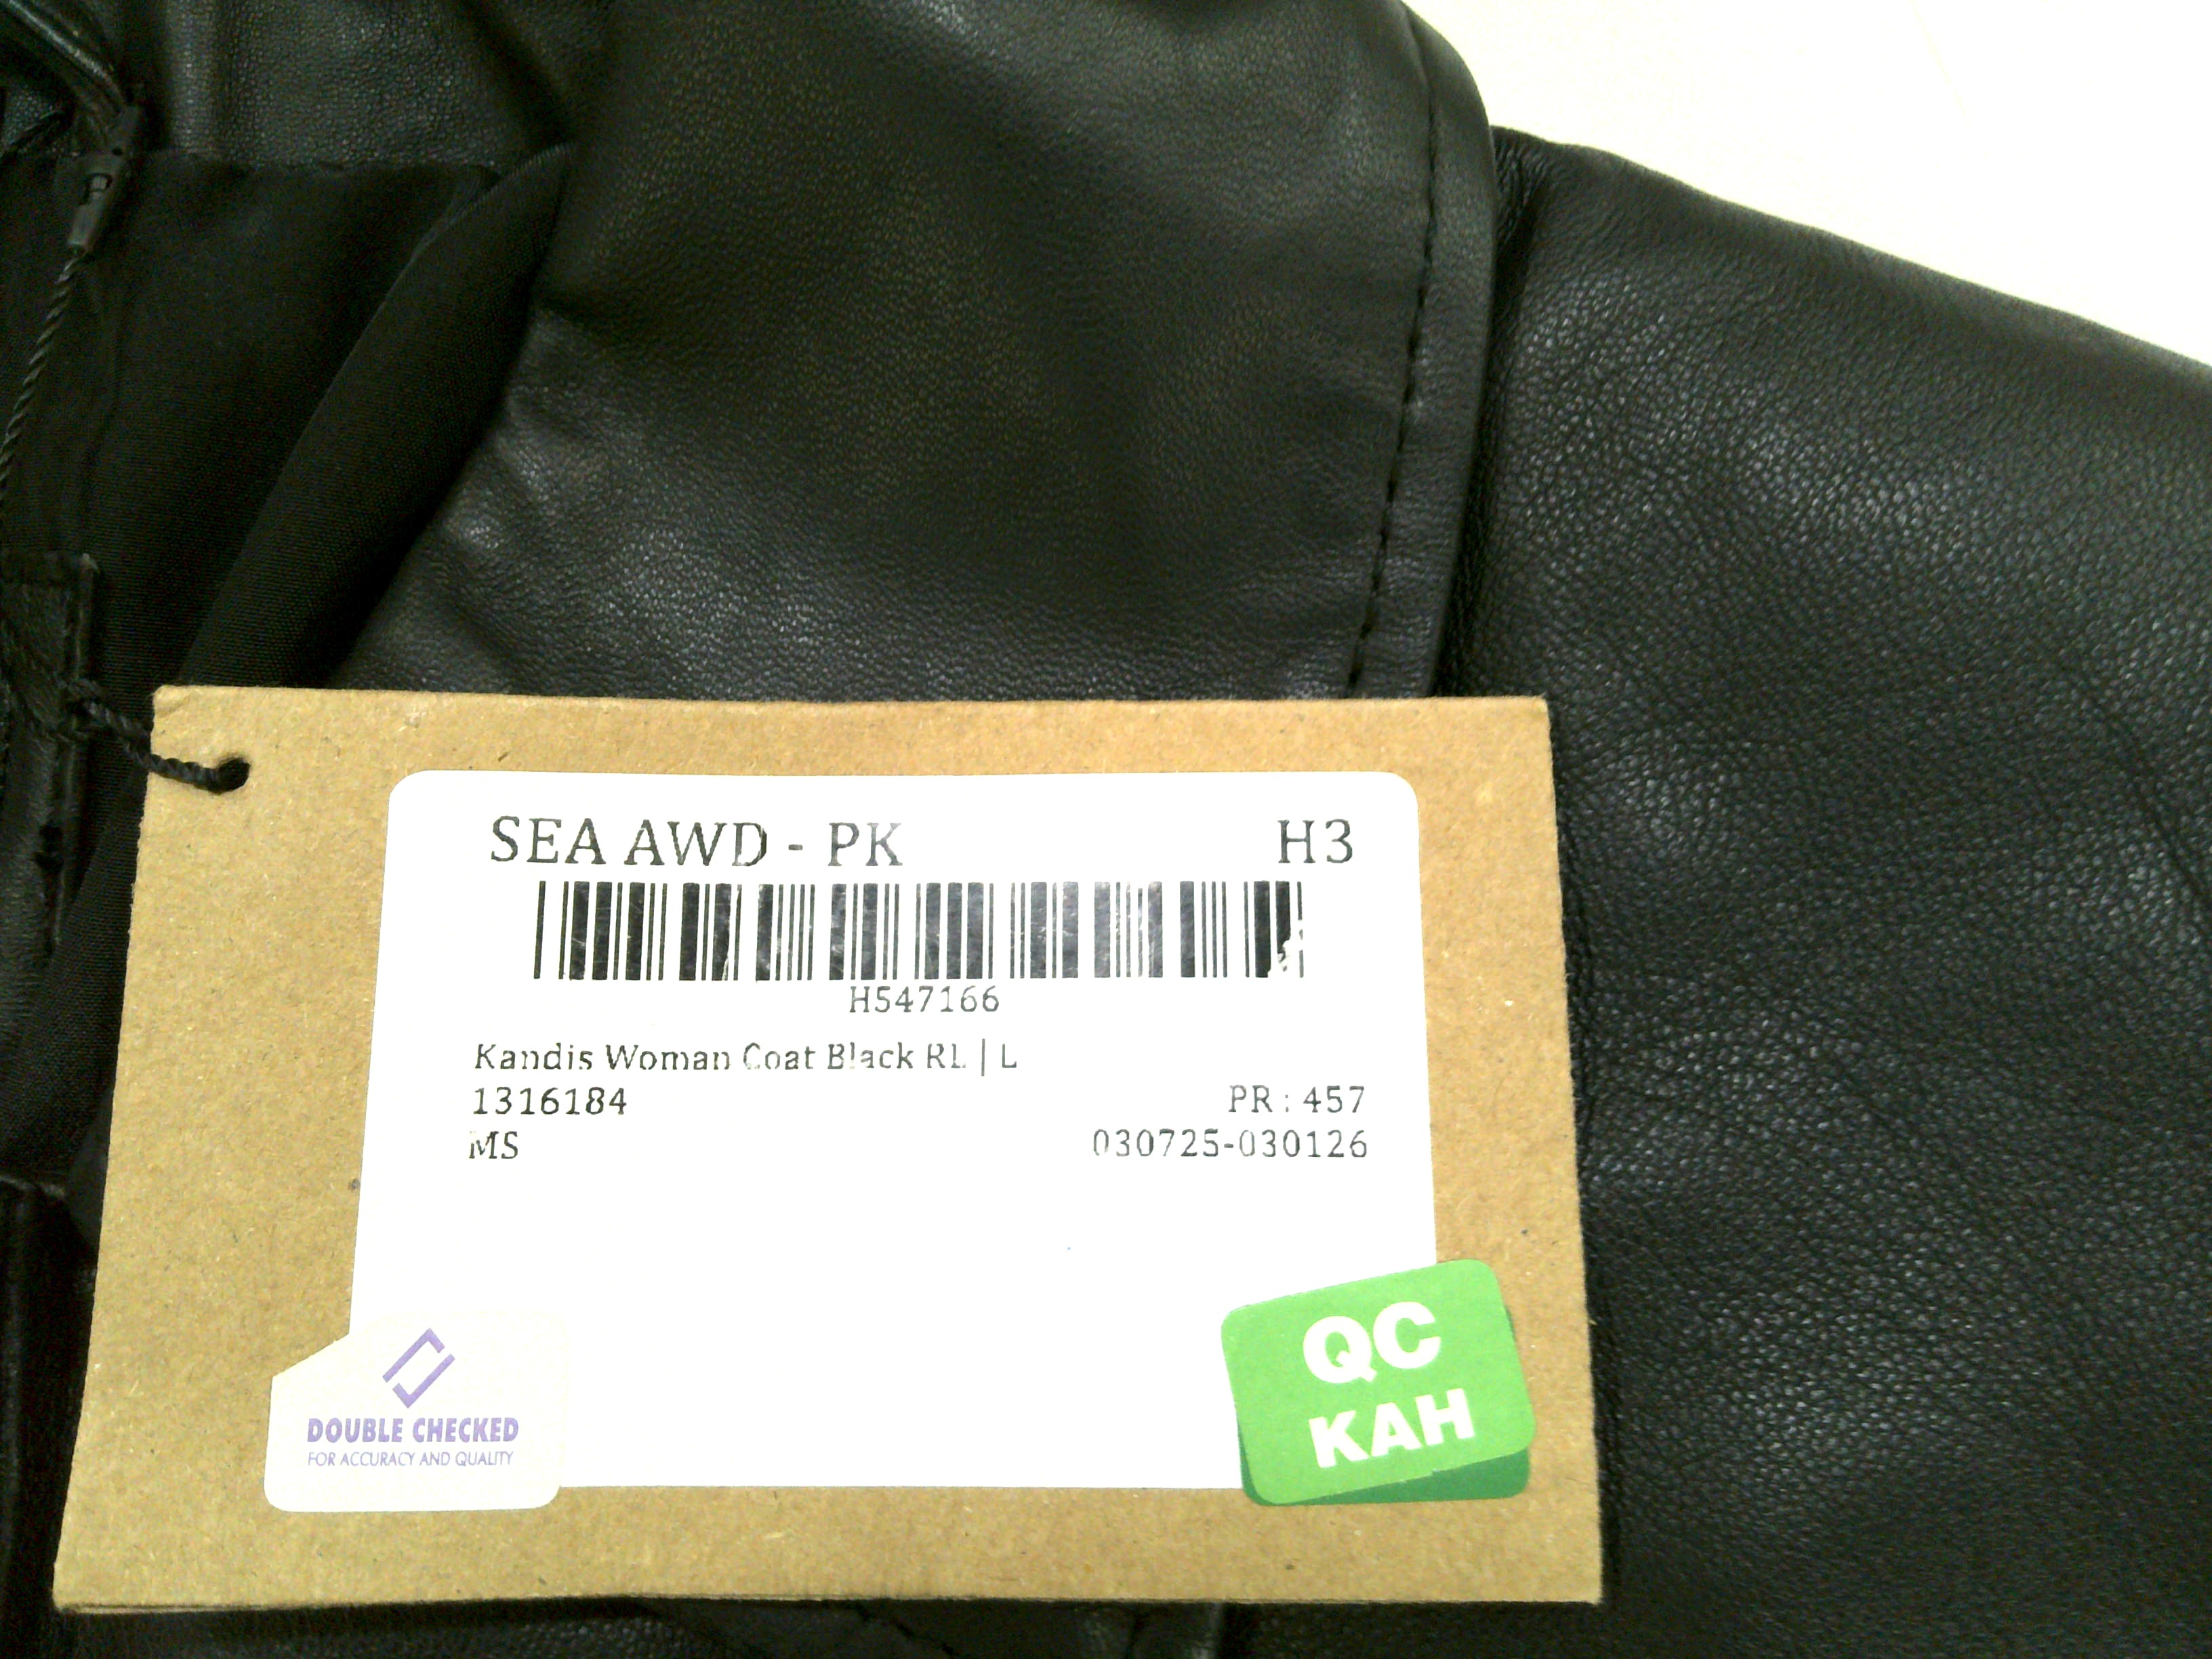 SEA AWD - PK H3
H547166
Kandis Woman Coat Black RL | L
1316184 PR : 457
MS 030725-030126
DOUBLE CHECKED
FOR ACCURACY AND QUALITY
QC
KAH